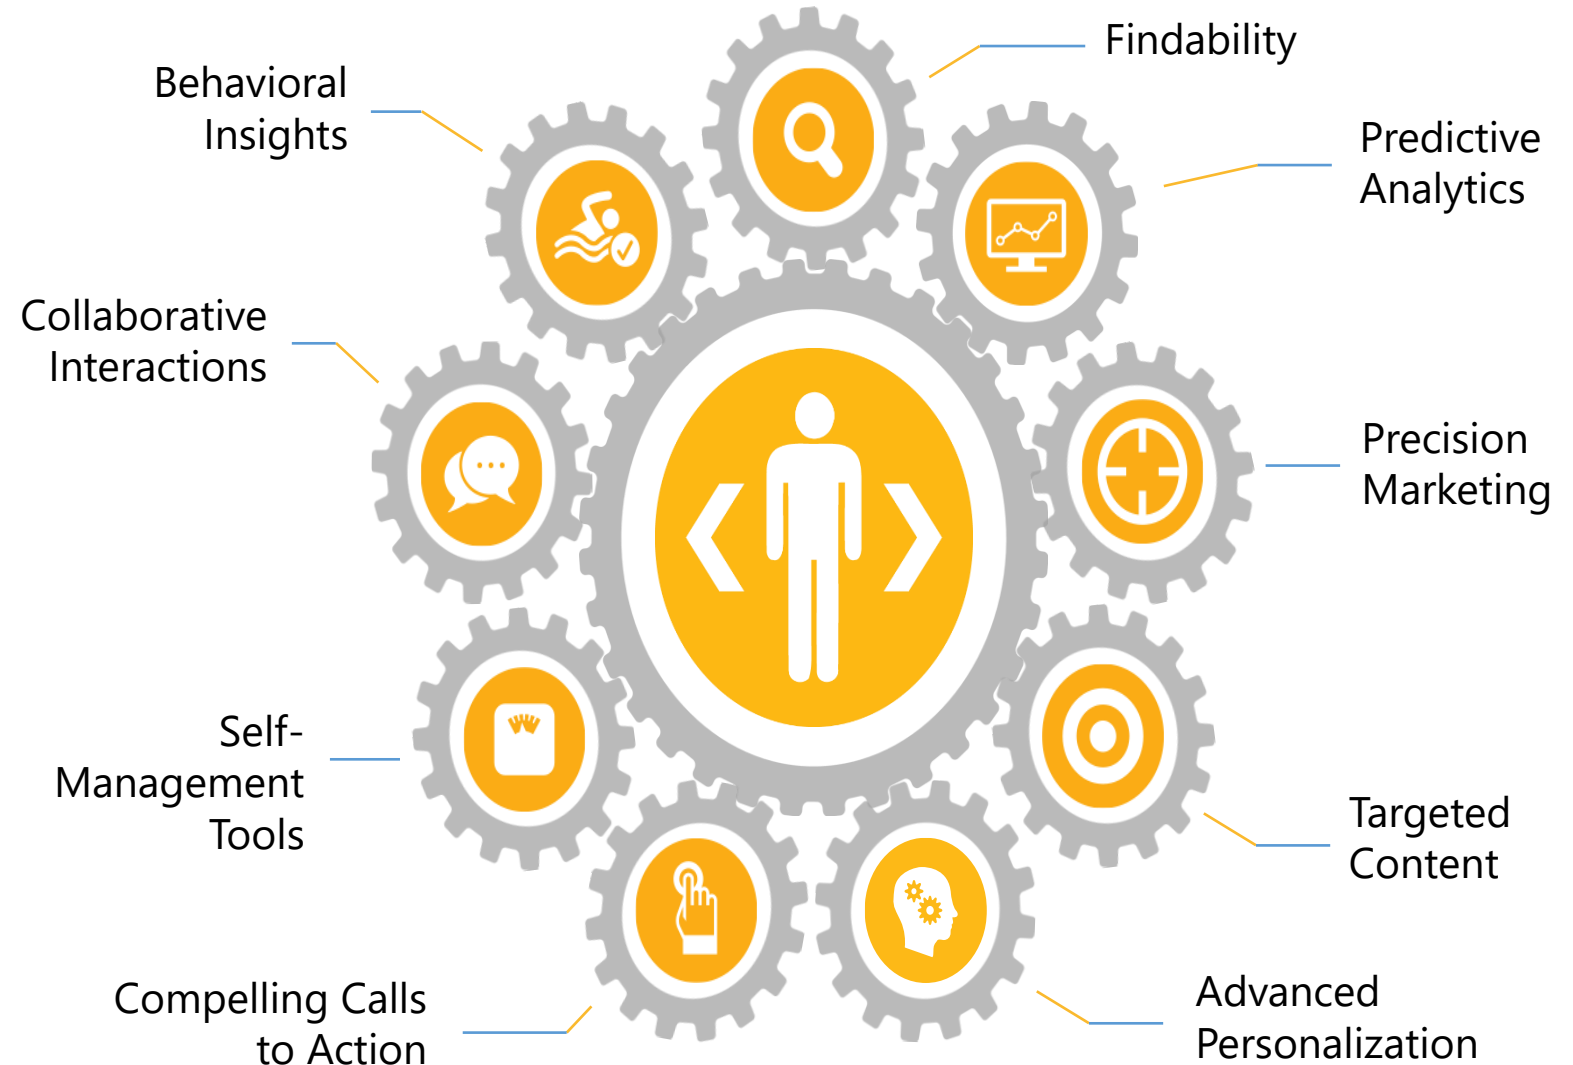 Findability
Behavioral
Insights
Predictive
Analytics
Collaborative
Interactions
Precision
Marketing
Self-
Management
Tools
Targeted
Content
Compelling Calls
to Action
Advanced
Personalization